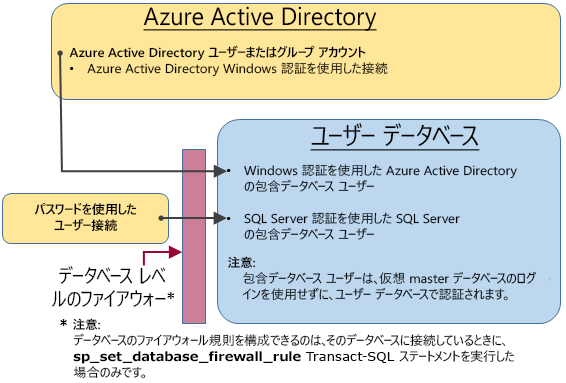 Azure Active Directory
Azure Active Directory ユーザーまたはグループ アカウント
• Azure Active Directory Windows 認証を使用した接続
ユーザー データベース
• Windows 認証を使用した Azure Active Directory
の包含データベース ユーザー
パスワードを使用した
ユーザー接続
• SQL Server 認証を使用した SQL Server
の包含データベース ユーザー
注意:
包含データベース ユーザーは、仮想 master データベースのログ
インを使用せずに、ユーザー データベースで認証されます。
データベース レベ
ルのファイアウォー*
* 注意:
データベースのファイアウォール規則を構成できるのは、そのデータベースに接続しているときに、
sp_set_database_firewall_rule Transact-SQL ステートメントを実行した
場合のみです。